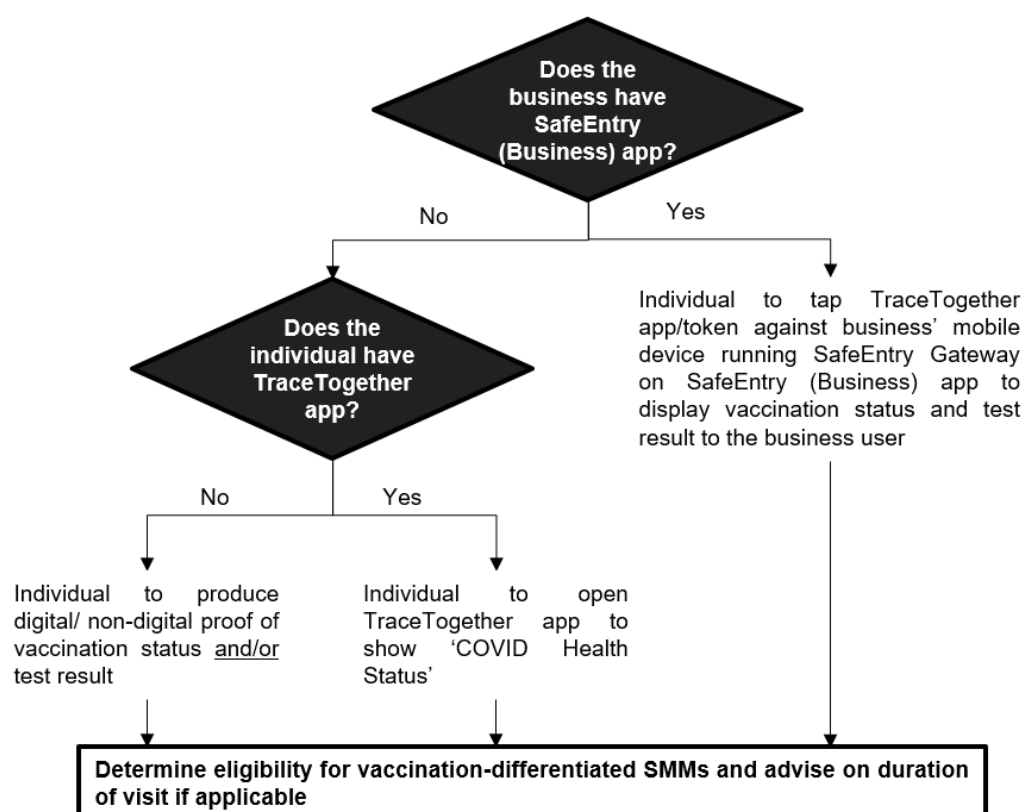 Does the
business have
SafeEntry
(Business) app?
No
Yes
Does the
individual have
TraceTogether
app?
Individual to tap TraceTogether
app/token against business’ mobile
device running SafeEntry Gateway
on SafeEntry (Business) app to
display vaccination status and test
result to the business user
No
Yes
Individual to produce
digital/ non-digital proof of
vaccination status and/or
test result
Individual to open
TraceTogether app to
show ‘COVID Health
Status’
Determine eligibility for vaccination-differentiated SMMs and advise on duration
of visit if applicable